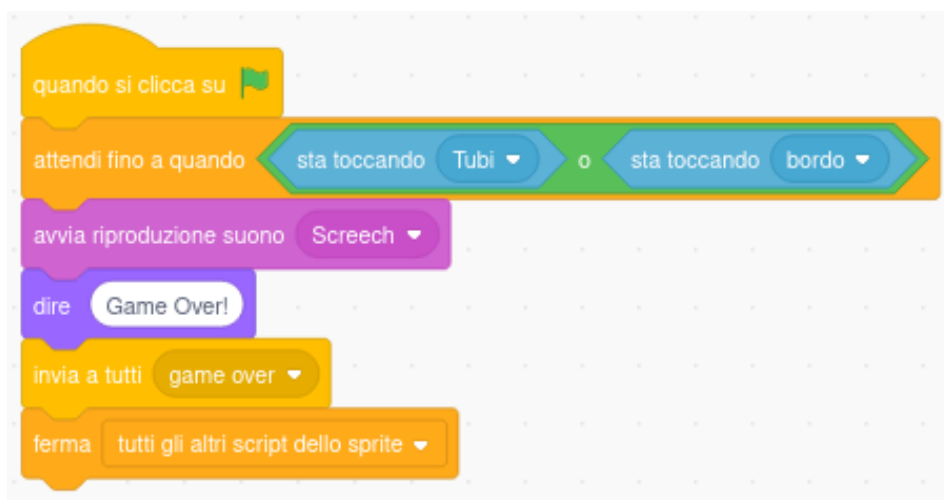 quando si clicca su
attendi fino a quando sta toccando Tubi o sta toccando bordo
avvia riproduzione suono Screech
dire Game Over!
invia a tutti game over
ferma tutti gli altri script dello sprite